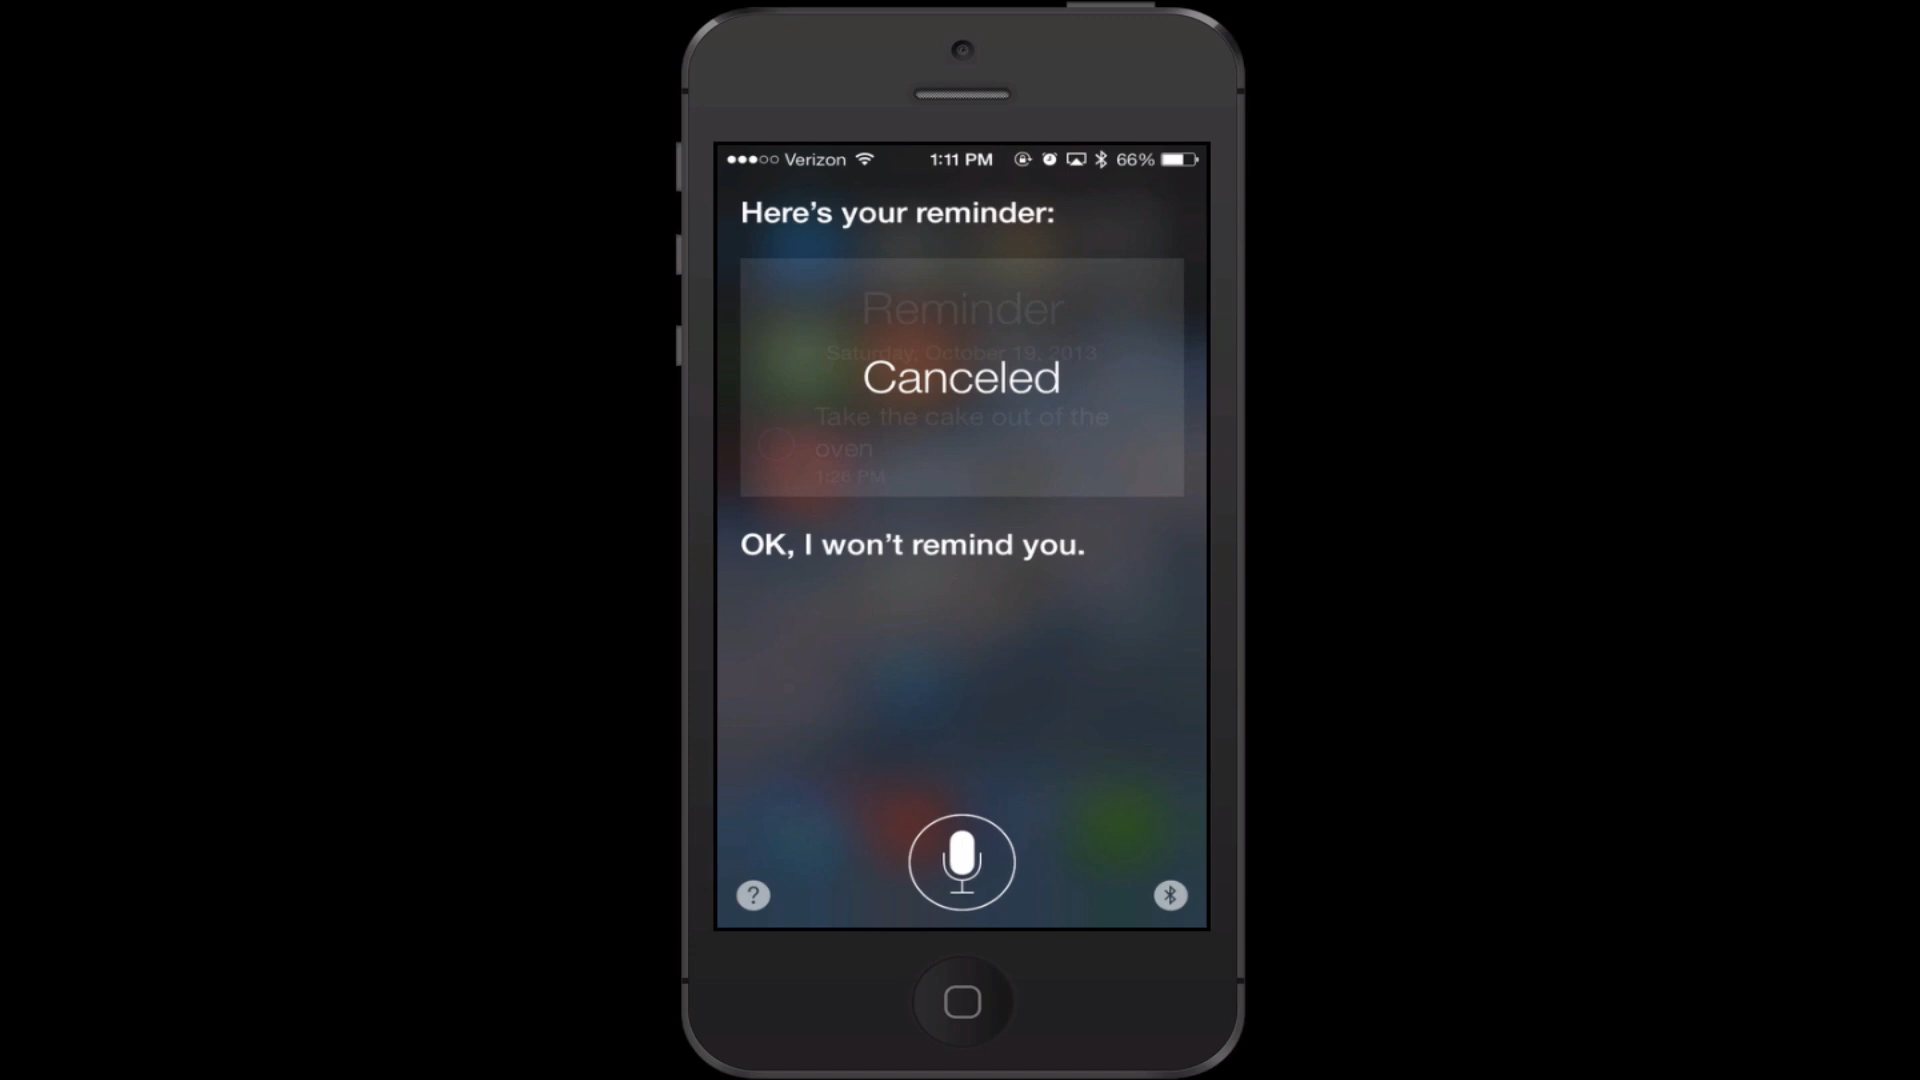 Verizon 1:11 PM 66%
Here's your reminder:
Reminder
Saturday, October 19, 2013
Canceled
Take the cake out of the
oven
1:26 PM
OK, I won't remind you.
?